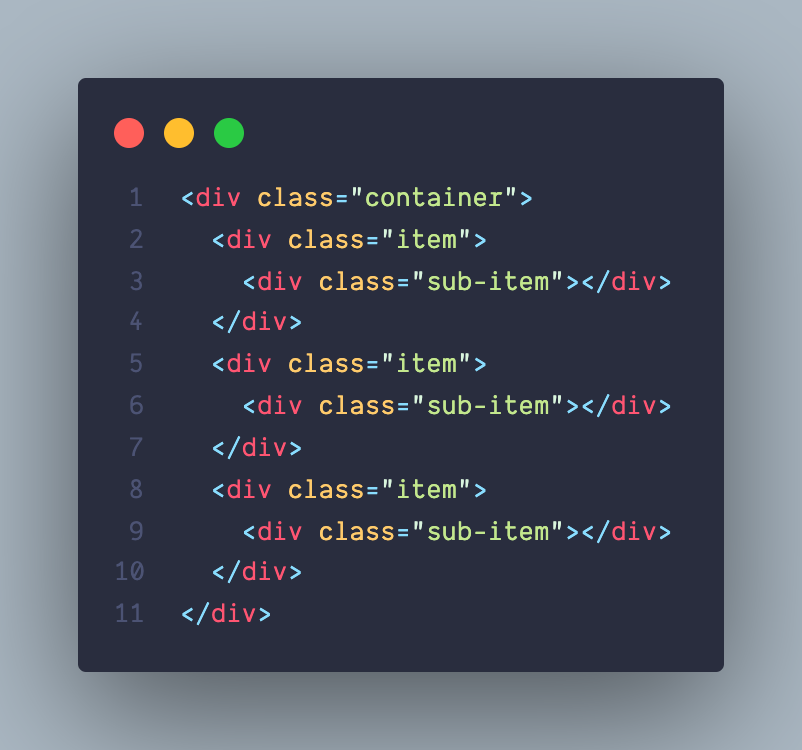 1 <div class="container">
2   <div class="item">
3     <div class="sub-item"></div>
4   </div>
5   <div class="item">
6     <div class="sub-item"></div>
7   </div>
8   <div class="item">
9     <div class="sub-item"></div>
10   </div>
11 </div>